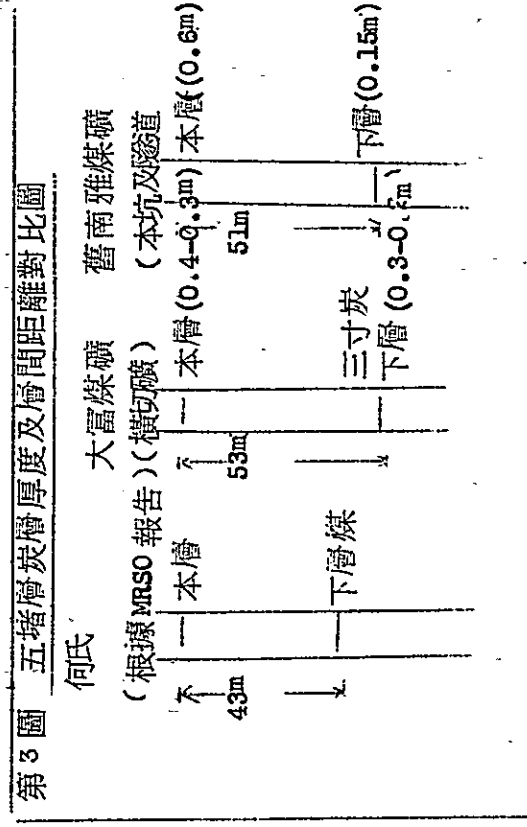 第3圖 五堵層炭層厚度及層間距離對比圖
何氏
(根據MRSO報告)
43m
本層
下層煤
大富煤礦
(橫切礦)
53m
本層(0.4-0.3m)
三寸炭
下層(0.3-0.
舊南雅煤礦
(本坑及隧道
51m
本層(0.6m)
下層(0.15m)